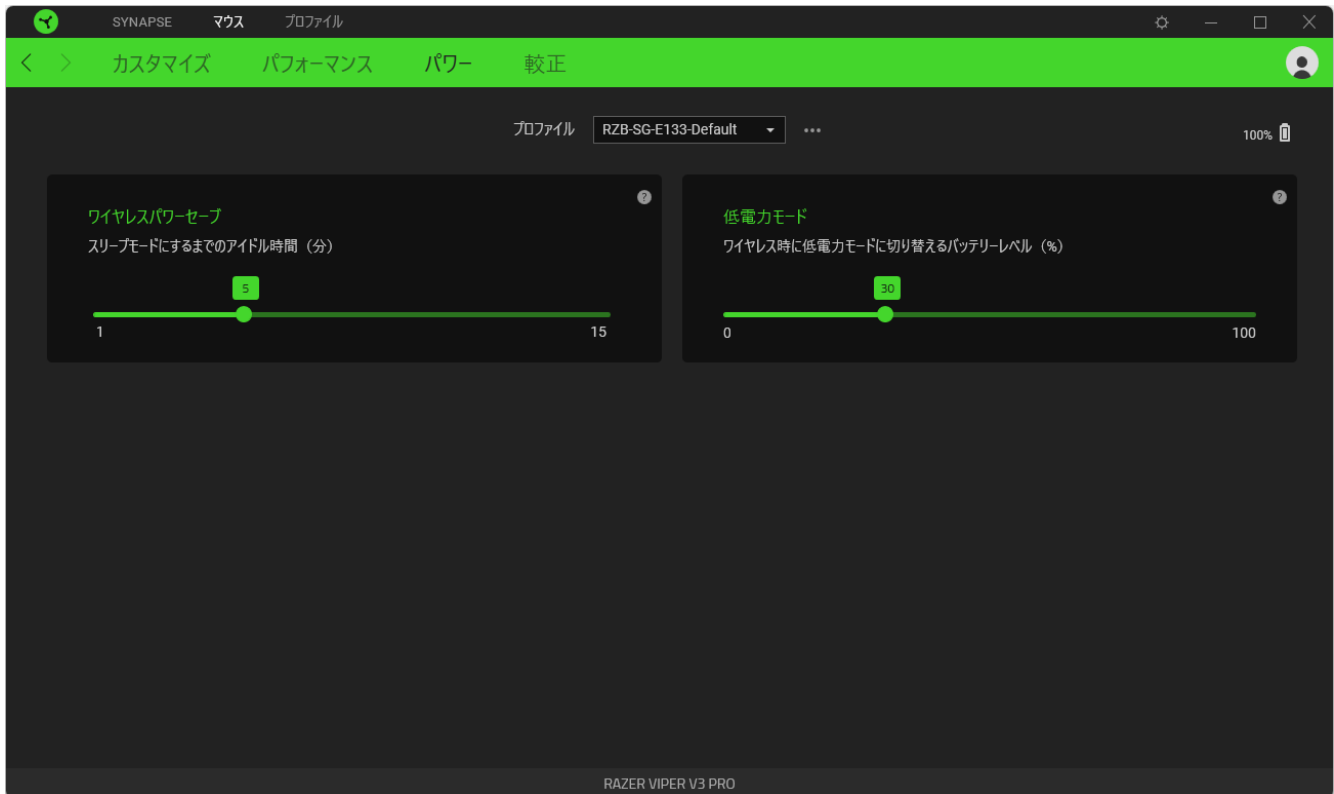 SYNAPSE マウス プロファイル
カスタマイズ パフォーマンス パワー 較正
プロファイル RZB-SG-E133-Default
100%
ワイヤレスパワーセーブ
スリープモードにするまでのアイドル時間（分）
5
1 15
低電力モード
ワイヤレス時に低電力モードに切り替えるバッテリーレベル（%）
30
0 100
RAZER VIPER V3 PRO